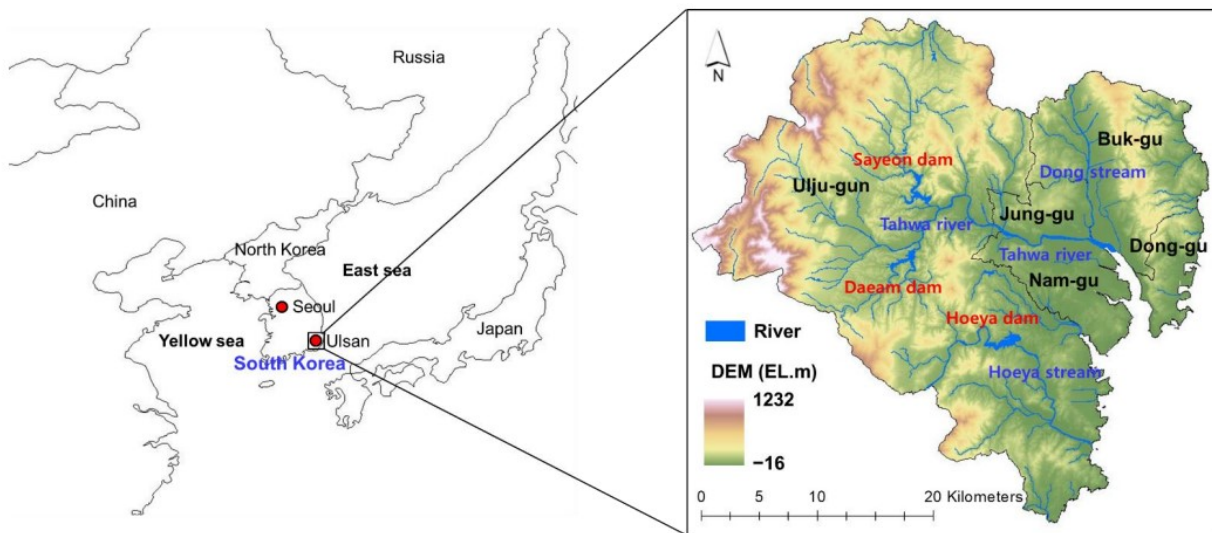 Russia
China
North Korea
East sea
Seoul
Japan
Yellow sea
Ulsan
South Korea
N
Buk-gu
Sayeon dam
Dong stream
Ulju-gun
Jung-gu
Tahwa river
Dong-gu
Tahwa river
Nam-gu
Daeam dam
Hoeya dam
River
Hoeya stream
DEM (EL.m)
1232
−16
0 5 10 20 Kilometers